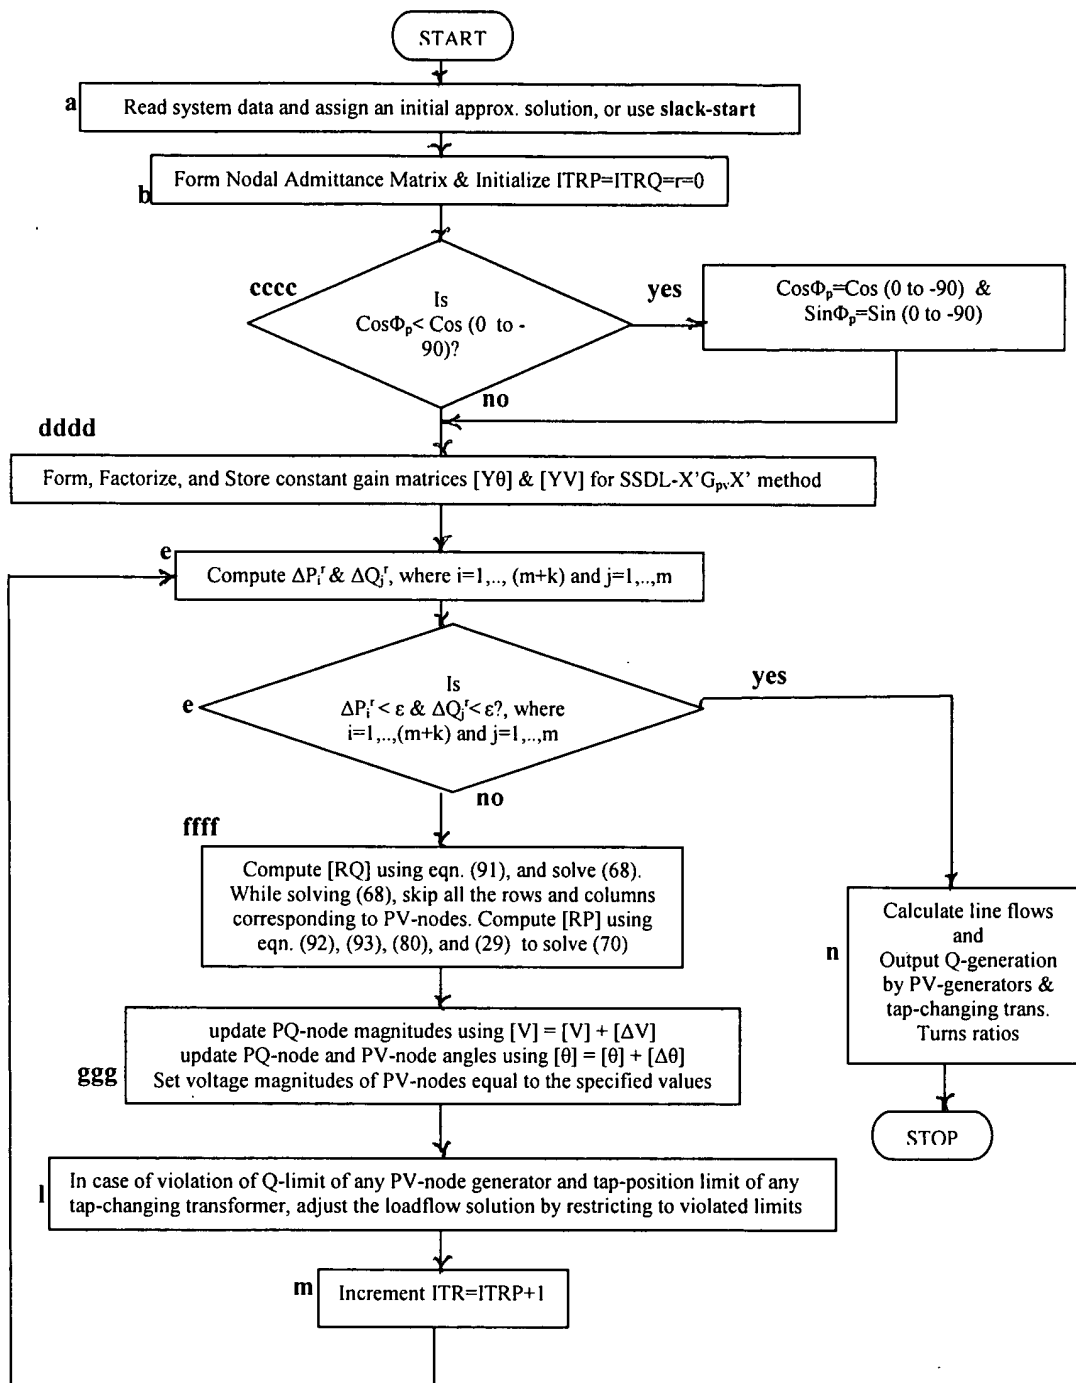 START
a
Read system data and assign an initial approx. solution, or use slack-start
b
Form Nodal Admittance Matrix & Initialize ITRP=ITRQ=r=0
cccc
Is
CosΦp< Cos (0 to -
90)?
yes
CosΦp=Cos (0 to -90) &
SinΦp=Sin (0 to -90)
no
dddd
Form, Factorize, and Store constant gain matrices [Yθ] & [YV] for SSDL-X'GpvX' method
e
Compute ΔPiʳ & ΔQjʳ, where i=1,.., (m+k) and j=1,..,m
e
Is
ΔPiʳ < ε & ΔQjʳ< ε?, where
i=1,..,(m+k) and j=1,..,m
yes
no
ffff
Compute [RQ] using eqn. (91), and solve (68).
While solving (68), skip all the rows and columns
corresponding to PV-nodes. Compute [RP] using
eqn. (92), (93), (80), and (29) to solve (70)
n
Calculate line flows
and
Output Q-generation
by PV-generators &
tap-changing trans.
Turns ratios
ggg
update PQ-node magnitudes using [V] = [V] + [ΔV]
update PQ-node and PV-node angles using [θ] = [θ] + [Δθ]
Set voltage magnitudes of PV-nodes equal to the specified values
STOP
l
In case of violation of Q-limit of any PV-node generator and tap-position limit of any
tap-changing transformer, adjust the loadflow solution by restricting to violated limits
m
Increment ITR=ITRP+1